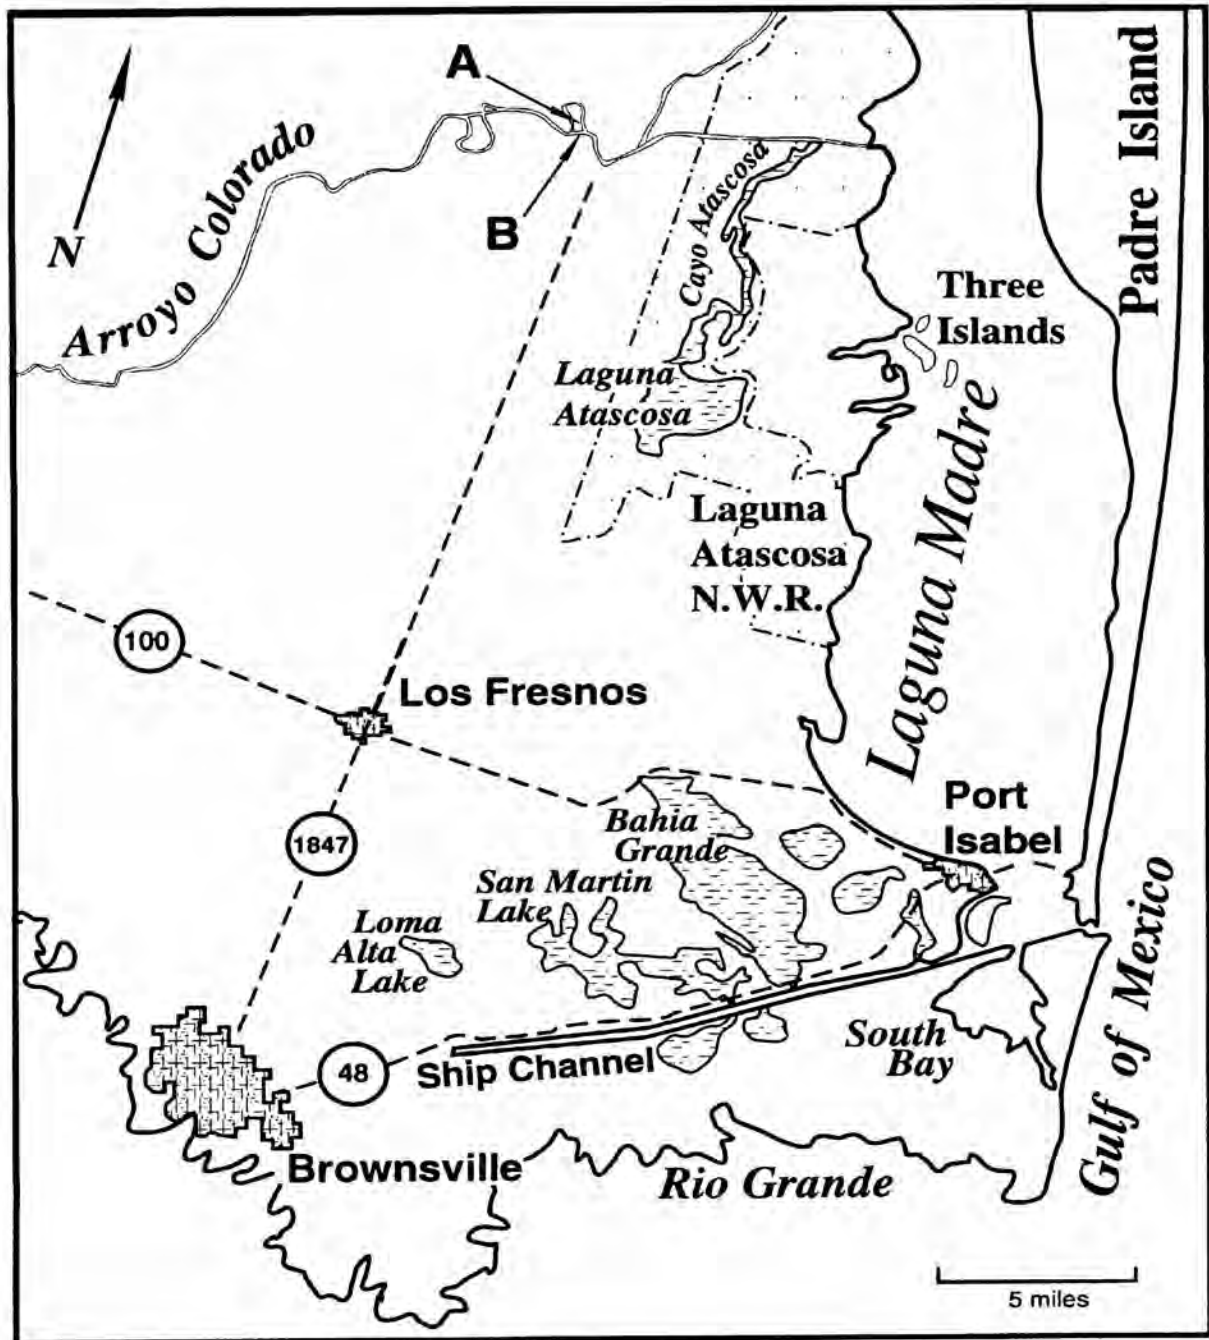 A
N
Arroyo Colorado
B
Cayo Atascosa
Padre Island
Three
Islands
Laguna
Atascosa
Laguna Madre
Laguna
Atascosa
N.W.R.
100
Los Fresnos
1847
Port
Isabel
Bahia
Grande
San Martin
Lake
Loma
Alta
Lake
Gulf of Mexico
South
Bay
48
Ship Channel
Brownsville
Rio Grande
5 miles